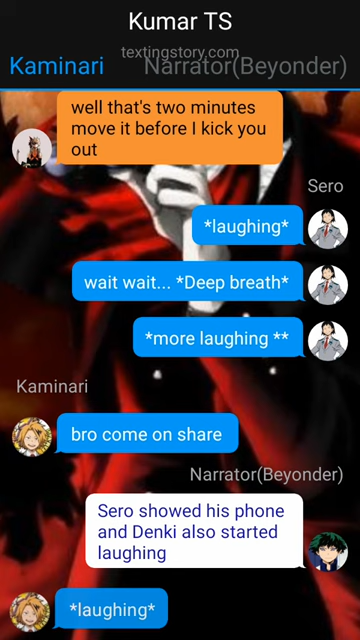 Kumar TS
textingstory.com
Kaminari Narrator(Beyonder)
well that's two minutes
move it before I kick you
out
Sero
*laughing*
wait wait... *Deep breath*
*more laughing **
Kaminari
bro come on share
Narrator(Beyonder)
Sero showed his phone
and Denki also started
laughing
*laughing*